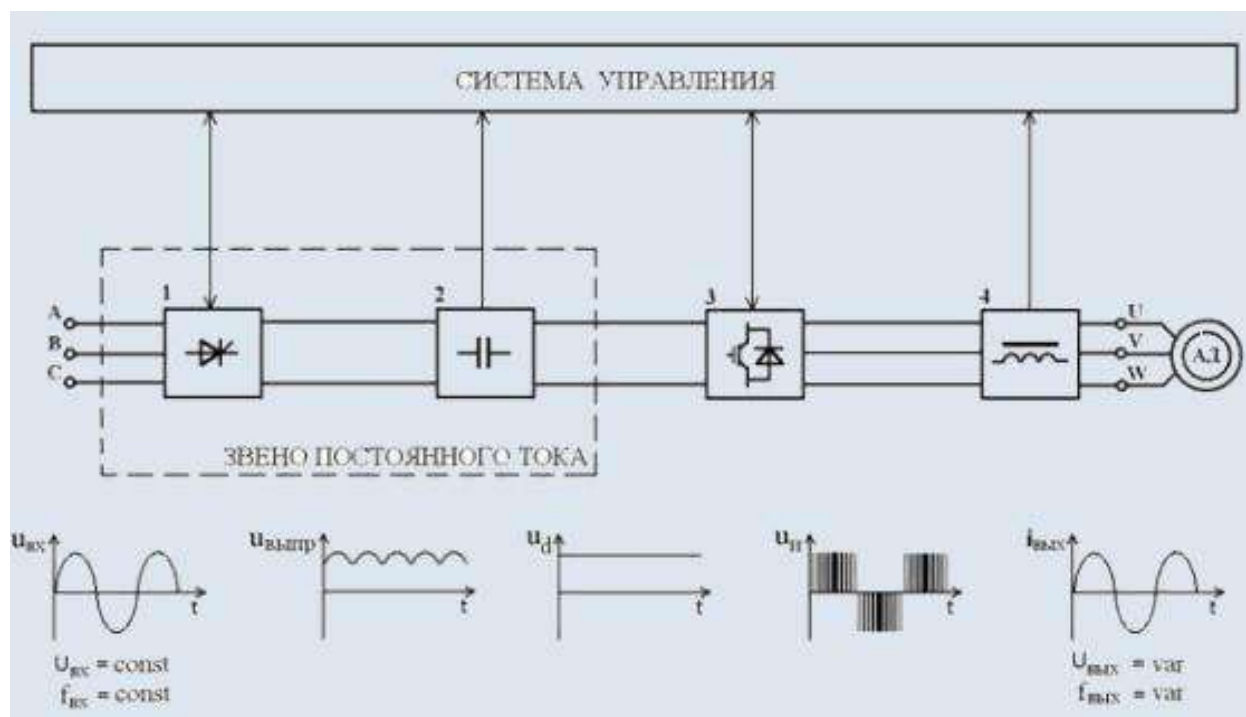 СИСТЕМА УПРАВЛЕНИЯ
1
2
3
4
A
B
C
U
V
W
АД
ЗВЕНО ПОСТОЯННОГО ТОКА
uвх
t
uвыпр
t
ud
t
uи
t
iвых
t
Uвх = const
fвх = const
Uвых = var
fвых = var